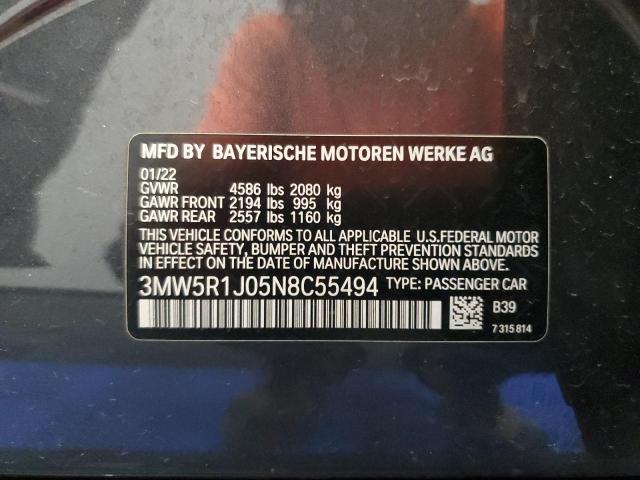 MFD BY BAYERISCHE MOTOREN WERKE AG
01/22
GVWR 4586 lbs 2080 kg
GAWR FRONT 2194 lbs 995 kg
GAWR REAR 2557 lbs 1160 kg
THIS VEHICLE CONFORMS TO ALL APPLICABLE U.S.FEDERAL MOTOR
VEHICLE SAFETY, BUMPER AND THEFT PREVENTION STANDARDS
IN EFFECT ON THE DATE OF MANUFACTURE SHOWN ABOVE.
3MW5R1J05N8C55494 TYPE: PASSENGER CAR
B39
7 315 814